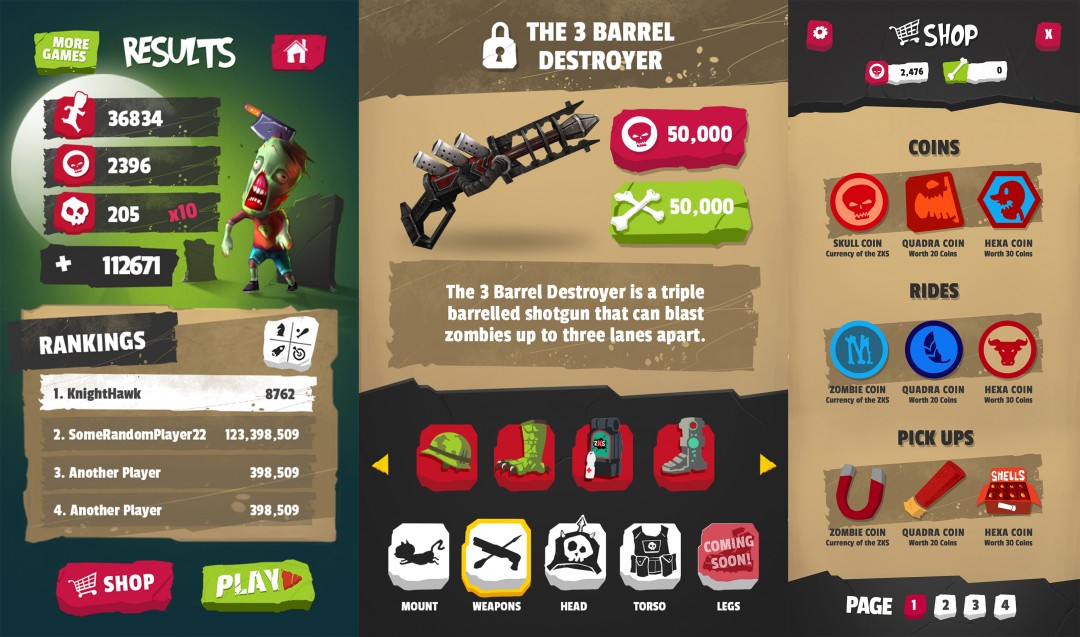 MORE
GAMES
RESULTS
36834
2396
205 x10
+ 112671
RANKINGS
1. KnightHawk 8762
2. SomeRandomPlayer22 123,398,509
3. Another Player 398,509
4. Another Player 398,509
SHOP
PLAY
THE 3 BARREL
DESTROYER
50,000
50,000
The 3 Barrel Destroyer is a triple
barrelled shotgun that can blast
zombies up to three lanes apart.
ZKS
COMING
SOON!
MOUNT WEAPONS HEAD TORSO LEGS
SHOP
X
2,476 0
COINS
SKULL COIN QUADRA COIN HEXA COIN
Currency of the ZKS Worth 20 Coins Worth 30 Coins
RIDES
ZOMBIE COIN QUADRA COIN HEXA COIN
Currency of the ZKS Worth 20 Coins Worth 30 Coins
PICK UPS
SHELLS
ZOMBIE COIN QUADRA COIN HEXA COIN
Currency of the ZKS Worth 20 Coins Worth 30 Coins
PAGE 1 2 3 4